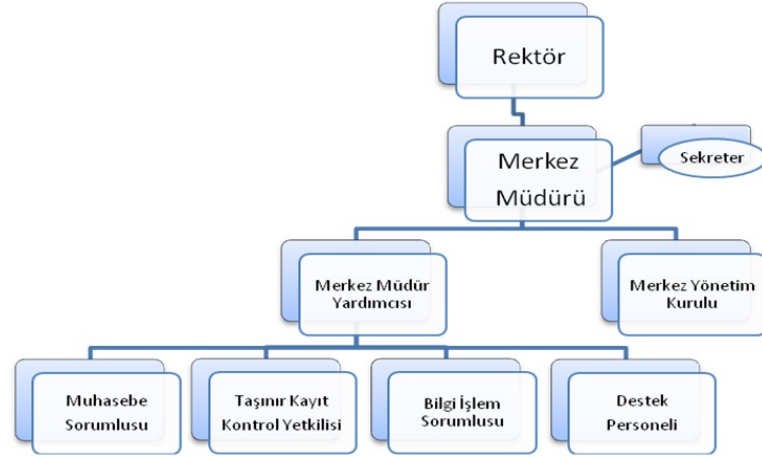 Rektör
Merkez
Müdürü
Sekreter
Merkez Müdür
Yardımcısı
Merkez Yönetim
Kurulu
Muhasebe
Sorumlusu
Taşınır Kayıt
Kontrol Yetkilisi
Bilgi İşlem
Sorumlusu
Destek
Personeli